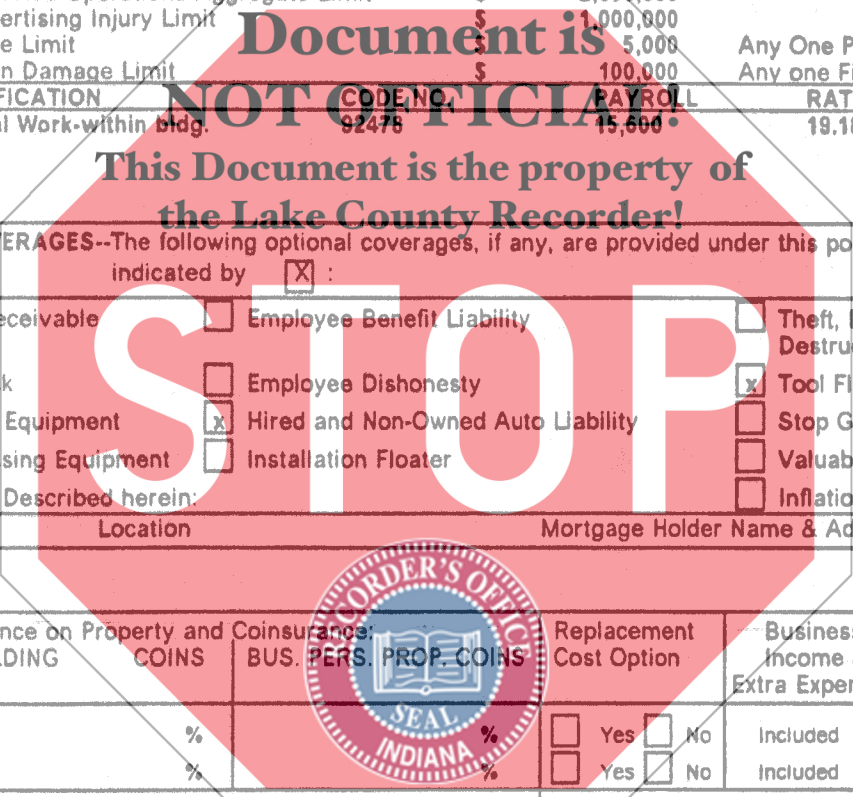 ertising Injury Limit $ 1,000,000
Document is
e Limit $ 5,000 Any One P
n Damage Limit $ 100,000 Any one Fi
FICATION CODE NO. PAYROLL RAT
NOT OFFICIAL!
l Work-within bldg. 92478 15,600 19.18
This Document is the property of
the Lake County Recorder!
ERAGES--The following optional coverages, if any, are provided under this po
indicated by X :
STOP
eceivable Employee Benefit Liability Theft,
Destru
k Employee Dishonesty x Tool Fl
Equipment x Hired and Non-Owned Auto Liability Stop G
sing Equipment Installation Floater Valuab
Described herein: Inflatio
Location Mortgage Holder Name & Ad
RECORDER'S OFFICE
nce on Property and Coinsurance: Replacement Business
LDING COINS BUS. PERS. PROP. COINS Cost Option Income
Extra Exper
SEAL
INDIANA
% % Yes No Included
% % Yes No Included